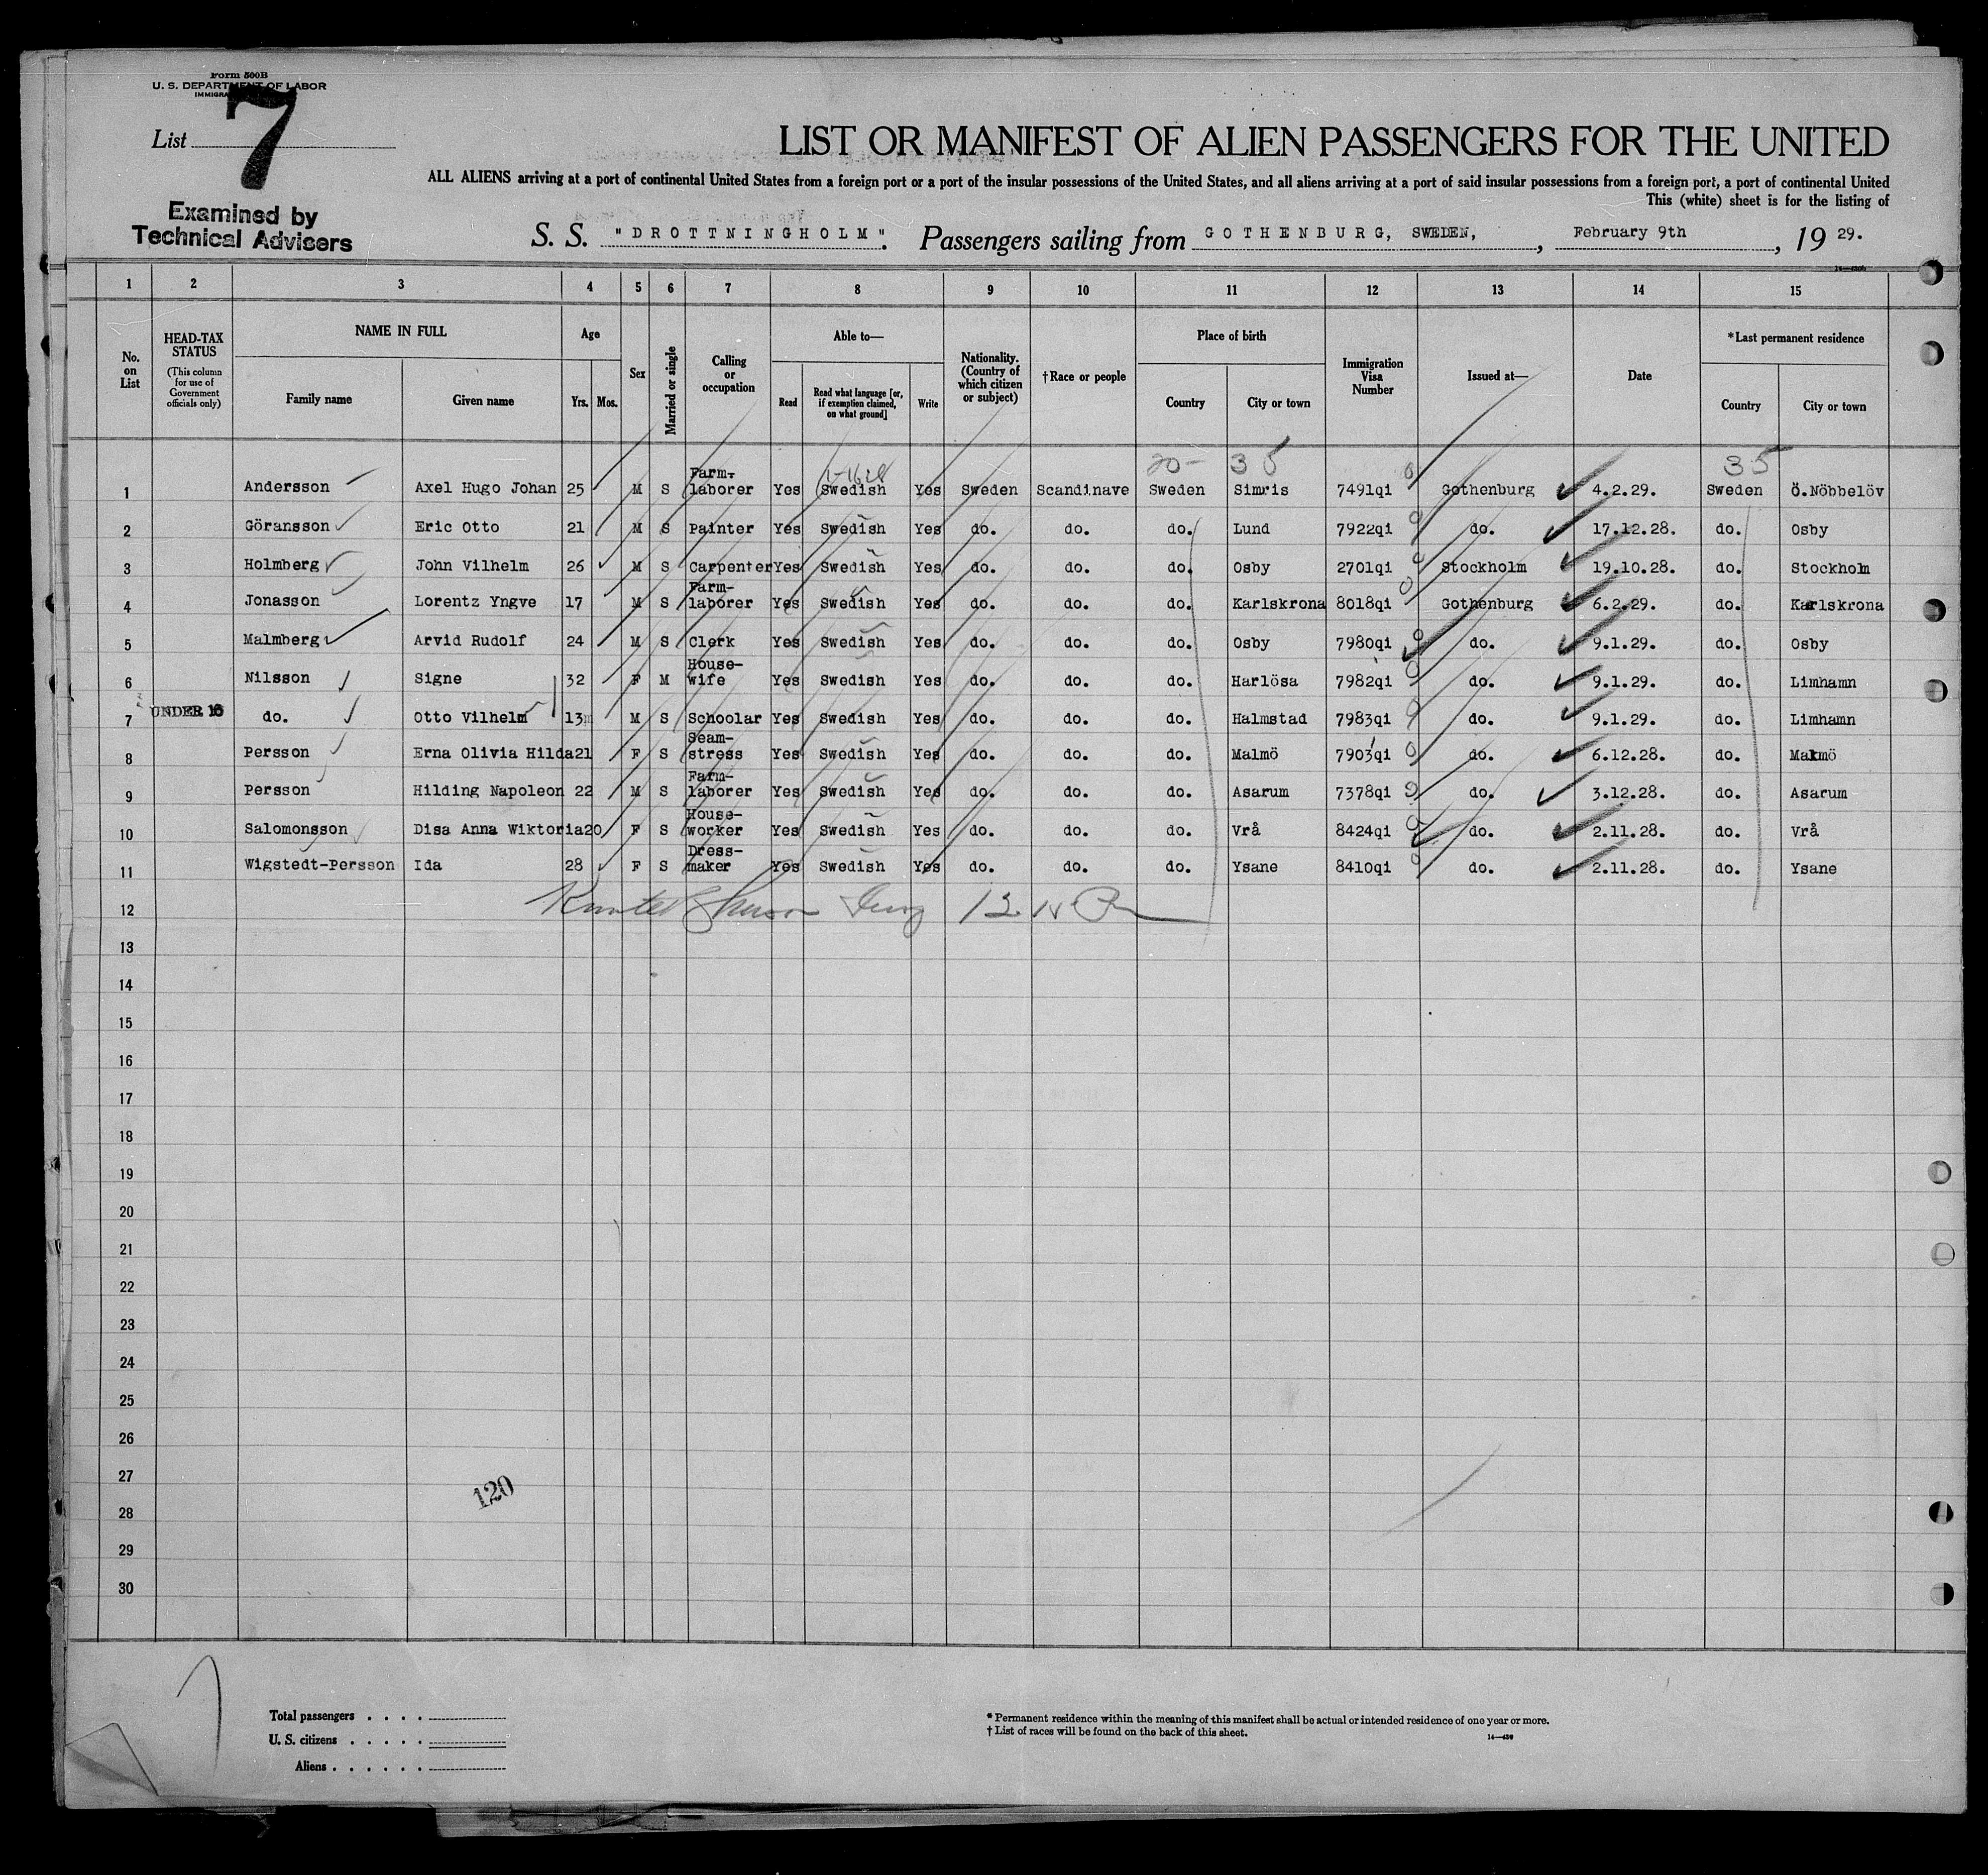 Form 500B
U. S. DEPARTMENT OF LABOR
List 7
LIST OR MANIFEST OF ALIEN PASSENGERS FOR THE UNITED
ALL ALIENS arriving at a port of continental United States from a foreign port or a port of the insular possessions of the United States, and all aliens arriving at a port of said insular possessions from a foreign port, a port of continental United
This (white) sheet is for the listing of
Examined by
Technical Advisers
S. S. "DROTTNINGHOLM". Passengers sailing from GOTHENBURG, SWEDEN, , February 9th , 19 29.
1 2 3 4 5 6 7 8 9 10 11 12 13 14 15
No. on List
HEAD-TAX STATUS (This column for use of Government officials only)
NAME IN FULL Family name Given name
Age Yrs. Mos.
Sex
Married or single
Calling or occupation
Able to— Read Read what language [or, if exemption claimed, on what ground] Write
Nationality. (Country of which citizen or subject)
†Race or people
Place of birth Country City or town
Immigration Visa Number
Issued at—
Date
*Last permanent residence Country City or town
20- 35 35
1 Andersson Axel Hugo Johan 25 M S Farm-laborer Yes Swedish Yes Sweden Scandinave Sweden Simris 7491qi Gothenburg 4.2.29. Sweden Ö.Nöbbelöv
2 Göransson Eric Otto 21 M S Painter Yes Swedish Yes do. do. do. Lund 7922qi do. 17.12.28. do. Osby
3 Holmberg John Vilhelm 26 M S Carpenter Yes Swedish Yes do. do. do. Osby 2701qi Stockholm 19.10.28. do. Stockholm
4 Jonasson Lorentz Yngve 17 M S Farm-laborer Yes Swedish Yes do. do. do. Karlskrona 8018qi Gothenburg 6.2.29. do. Karlskrona
5 Malmberg Arvid Rudolf 24 M S Clerk Yes Swedish Yes do. do. do. Osby 7980qi do. 9.1.29. do. Osby
6 Nilsson Signe 32 F M House-wife Yes Swedish Yes do. do. do. Harlösa 7982qi do. 9.1.29. do. Limhamn
7 UNDER 16 do. Otto Vilhelm 13 M S Schoolar Yes Swedish Yes do. do. do. Halmstad 7983qi do. 9.1.29. do. Limhamn
8 Persson Erna Olivia Hilda 21 F S Seam-stress Yes Swedish Yes do. do. do. Malmö 7903qi do. 6.12.28. do. Malmö
9 Persson Hilding Napoleon 22 M S Farm-laborer Yes Swedish Yes do. do. do. Asarum 7378qi do. 3.12.28. do. Asarum
10 Salomonsson Disa Anna Wiktoria 20 F S House-worker Yes Swedish Yes do. do. do. Vrå 8424qi do. 2.11.28. do. Vrå
11 Wigstedt-Persson Ida 28 F S Dress-maker Yes Swedish Yes do. do. do. Ysane 8410qi do. 2.11.28. do. Ysane
12
13
14
15
16
17
18
19
20
21
22
23
24
25
26
27
120
28
29
30
Total passengers . . . .
U. S. citizens . . . . .
Aliens . . . . . .
* Permanent residence within the meaning of this manifest shall be actual or intended residence of one year or more.
† List of races will be found on the back of this sheet.
14—430